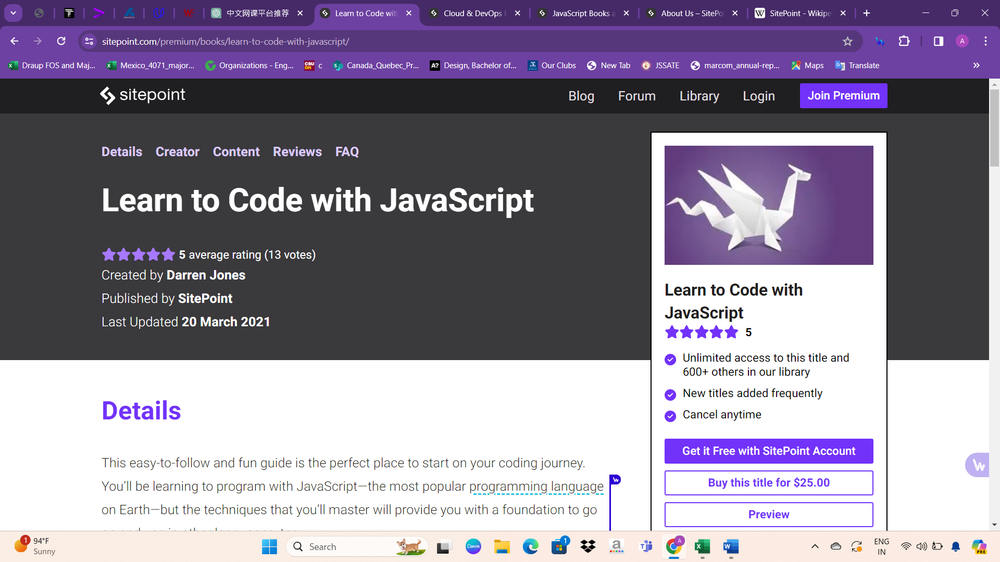 中文网课平台推荐
Learn to Code wit
Cloud & DevOps
JavaScript Books a
About Us – SitePo
SitePoint - Wikipe
sitepoint.com/premium/books/learn-to-code-with-javascript/
A
Draup FOS and Maj...
Mexico_4071_major...
Organizations - Eng...
CSU DH
c
Canada_Quebec_Pr...
A?
Design, Bachelor of...
Our Clubs
New Tab
JSSATE
marcom_annual-rep...
Maps
Translate
sitepoint
Blog
Forum
Library
Login
Join Premium
Details
Creator
Content
Reviews
FAQ
Learn to Code with JavaScript
5 average rating (13 votes)
Created by Darren Jones
Published by SitePoint
Last Updated 20 March 2021
Learn to Code with
JavaScript
5
Unlimited access to this title and
600+ others in our library
New titles added frequently
Cancel anytime
Get it Free with SitePoint Account
Buy this title for $25.00
Preview
Details
This easy-to-follow and fun guide is the perfect place to start on your coding journey.
You'll be learning to program with JavaScript—the most popular programming language
on Earth—but the techniques that you'll master will provide you with a foundation to go
1
94°F
Sunny
Search
Canva
1
a
A
ENG
IN
PRE